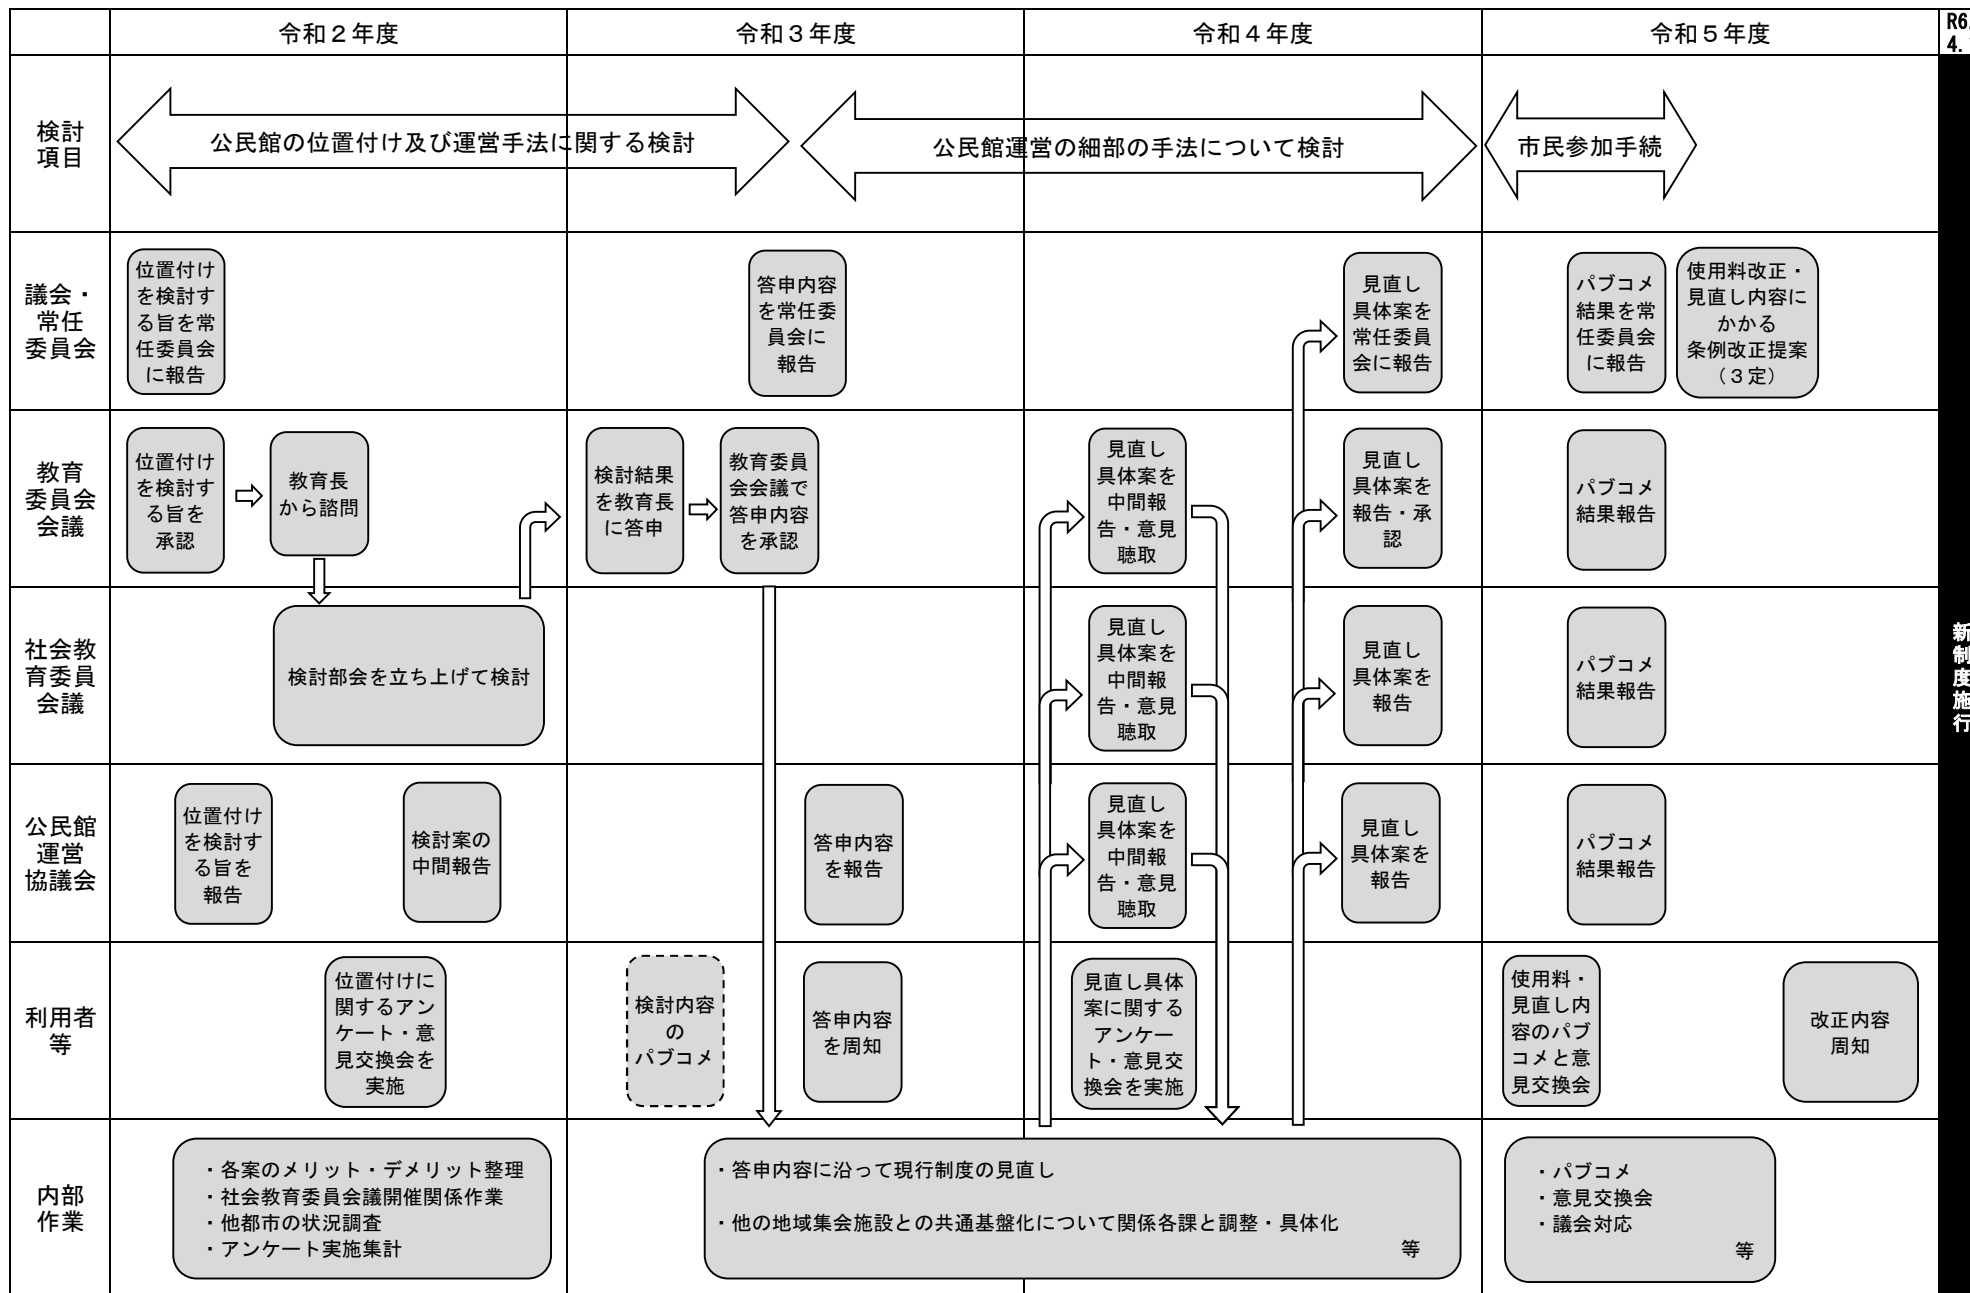 令和２年度
令和３年度
令和４年度
令和５年度
R6.
4.
検討
項目
公民館の位置付け及び運営手法に関する検討
公民館運営の細部の手法について検討
市民参加手続
議会・
常任
委員会
位置付け
を検討す
る旨を常
任委員会
に報告
答申内容
を常任委
員会に
報告
見直し
具体案を
常任委員
会に報告
パブコメ
結果を常
任委員会
に報告
使用料改正・
見直し内容に
かかる
条例改正提案
（３定）
教育
委員会
会議
位置付け
を検討す
る旨を
承認
教育長
から諮問
検討結果
を教育長
に答申
教育委員
会会議で
答申内容
を承認
見直し
具体案を
中間報
告・意見
聴取
見直し
具体案を
報告・承
認
パブコメ
結果報告
社会教
育委員
会議
検討部会を立ち上げて検討
見直し
具体案を
中間報
告・意見
聴取
見直し
具体案を
報告
パブコメ
結果報告
新制度施行
公民館
運営
協議会
位置付け
を検討す
る旨を
報告
検討案の
中間報告
答申内容
を報告
見直し
具体案を
中間報
告・意見
聴取
見直し
具体案を
報告
パブコメ
結果報告
利用者
等
位置付けに
関するアン
ケート・意
見交換会を
実施
検討内容
の
パブコメ
答申内容
を周知
見直し具体
案に関する
アンケー
ト・意見交
換会を実施
使用料・
見直し内
容のパブ
コメと意
見交換会
改正内容
周知
内部
作業
・各案のメリット・デメリット整理
・社会教育委員会議開催関係作業
・他都市の状況調査
・アンケート実施集計
・答申内容に沿って現行制度の見直し
・他の地域集会施設との共通基盤化について関係各課と調整・具体化
等
・パブコメ
・意見交換会
・議会対応
等